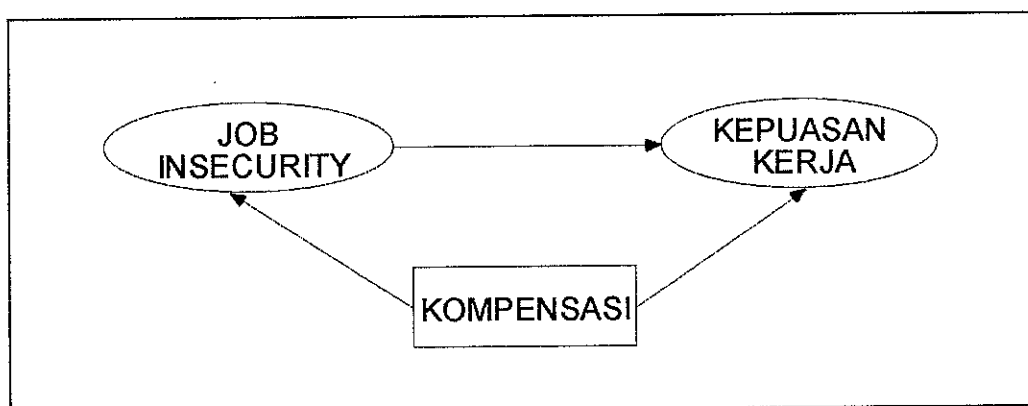 JOB
INSECURITY
KEPUASAN
KERJA
KOMPENSASI